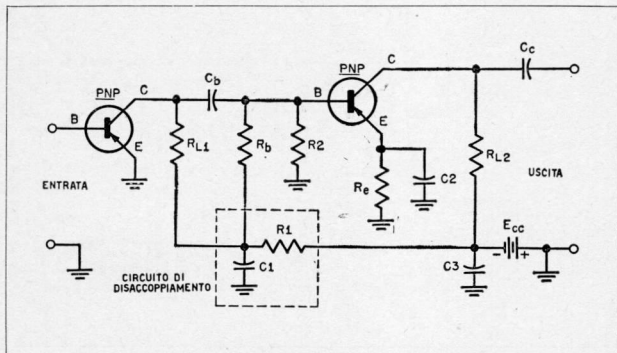 PNP
C
B
E
ENTRATA
Cb
RL1
Rb
R2
PNP
C
B
E
Re
C2
Cc
RL2
USCITA
R1
C1
CIRCUITO DI
DISACCOPPIAMENTO
C3
Ecc
- +